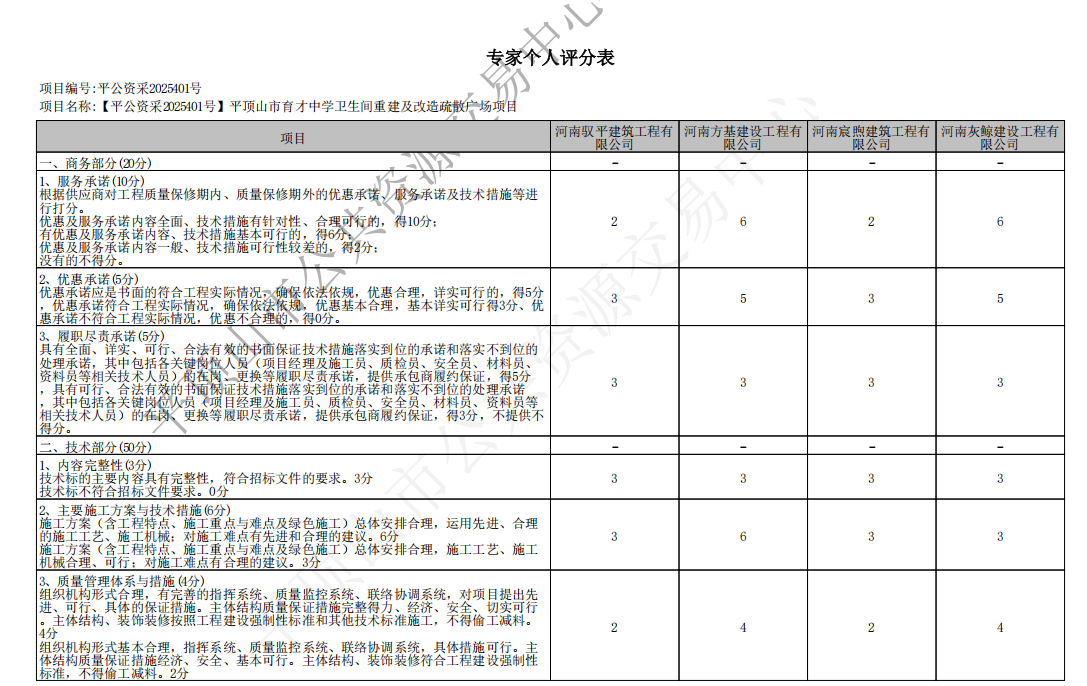 专家个人评分表
项目编号:平公资采2025401号
项目名称:【平公资采2025401号】平顶山市育才中学卫生间重建及改造疏散广场项目
项目 河南驭平建筑工程有限公司 河南方基建设工程有限公司 河南宸煦建筑工程有限公司 河南灰鲸建设工程有限公司
一、商务部分(20分) - - - -
1、服务承诺(10分)
根据供应商对工程质量保修期内、质量保修期外的优惠承诺、服务承诺及技术措施等进
行打分。
优惠及服务承诺内容全面、技术措施有针对性、合理可行的，得10分；
有优惠及服务承诺内容、技术措施基本可行的，得6分；
优惠及服务承诺内容一般、技术措施可行性较差的，得2分；
没有的不得分。
2 6 2 6
2、优惠承诺(5分)
优惠承诺应是书面的符合工程实际情况，确保依法依规，优惠合理，详实可行的，得5分
，优惠承诺符合工程实际情况，确保依法依规，优惠基本合理，基本详实可行得3分、优
惠承诺不符合工程实际情况，优惠不合理的，得0分。
3 5 3 5
3、履职尽责承诺(5分)
具有全面、详实、可行、合法有效的书面保证技术措施落实到位的承诺和落实不到位的
处理承诺，其中包括各关键岗位人员（项目经理及施工员、质检员、安全员、材料员、
资料员等相关技术人员）的在岗、更换等履职尽责承诺，提供承包商履约保证，得5分
，具有可行、合法有效的书面保证技术措施落实到位的承诺和落实不到位的处理承诺
，其中包括各关键岗位人员（项目经理及施工员、质检员、安全员、材料员、资料员等
相关技术人员）的在岗、更换等履职尽责承诺，提供承包商履约保证，得3分，不提供不
得分。
3 3 3 3
二、技术部分(50分) - - - -
1、内容完整性(3分)
技术标的主要内容具有完整性，符合招标文件的要求。3分
技术标不符合招标文件要求。0分
3 3 3 3
2、主要施工方案与技术措施(6分)
施工方案（含工程特点、施工重点与难点及绿色施工）总体安排合理，运用先进、合理
的施工工艺、施工机械；对施工难点有先进和合理的建议。6分
施工方案（含工程特点、施工重点与难点及绿色施工）总体安排合理，施工工艺、施工
机械合理、可行；对施工难点有合理的建议。3分
3 6 3 3
3、质量管理体系与措施(4分)
组织机构形式合理，有完善的指挥系统、质量监控系统、联络协调系统，对项目提出先
进、可行、具体的保证措施。主体结构质量保证措施完整得力、经济、安全、切实可行
。主体结构、装饰装修按照工程建设强制性标准和其他技术标准施工，不得偷工减料。
4分
组织机构形式基本合理，指挥系统、质量监控系统、联络协调系统，具体措施可行。主
体结构质量保证措施经济、安全、基本可行。主体结构、装饰装修符合工程建设强制性
标准，不得偷工减料。2分
2 4 2 4
平顶山市公共资源交易中心
平顶山市公共资源交易中心